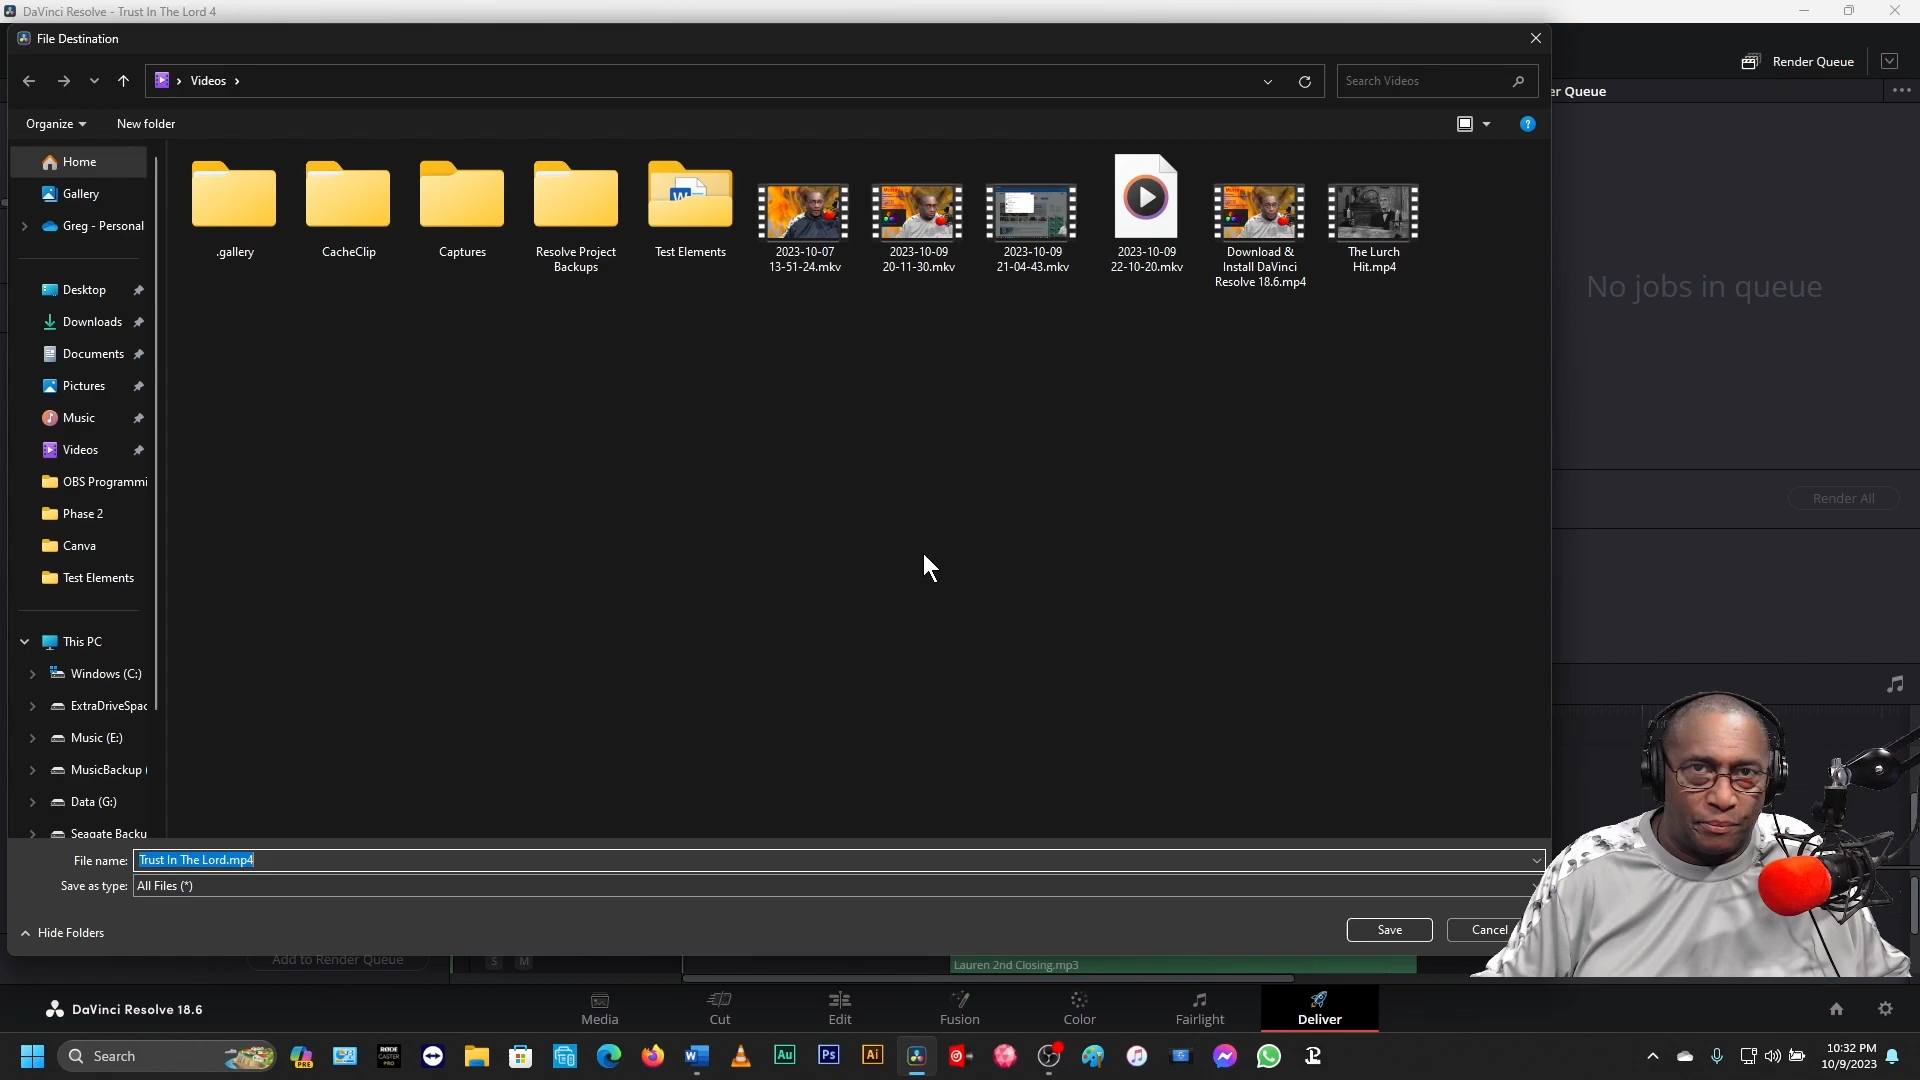 DaVinci Resolve - Trust In The Lord 4
File Destination
Videos
Search Videos
Render Queue
er Queue
Organize
New folder
Home
Gallery
Greg - Personal
Desktop
Downloads
Documents
Pictures
Music
Videos
OBS Programmi
Phase 2
Canva
Test Elements
This PC
Windows (C:)
ExtraDriveSpac
Music (E:)
MusicBackup (
Data (G:)
Seagate Backu
.gallery
CacheClip
Captures
Resolve Project
Backups
Test Elements
2023-10-07
13-51-24.mkv
2023-10-09
20-11-30.mkv
2023-10-09
21-04-43.mkv
2023-10-09
22-10-20.mkv
Download &
Install DaVinci
Resolve 18.6.mp4
The Lurch
Hit.mp4
No jobs in queue
Render All
File name: Trust In The Lord.mp4
Save as type: All Files (*)
Hide Folders
Save
Cancel
Add to Render Queue
S M
Lauren 2nd Closing.mp3
DaVinci Resolve 18.6
Media
Cut
Edit
Fusion
Color
Fairlight
Deliver
Search
PRE
RØDE
CASTER
PRO
Au
Ps
Ai
10:32 PM
10/9/2023